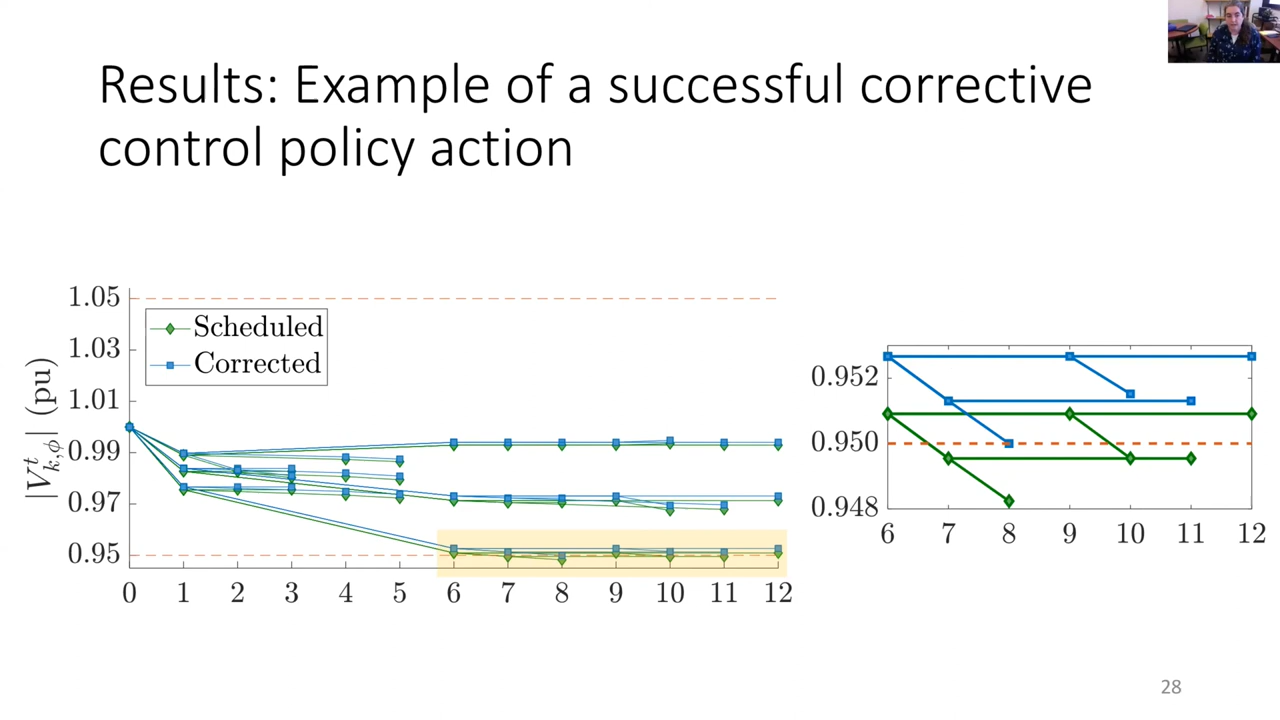 Results: Example of a successful corrective
control policy action
|V^t_{k,ϕ}| (pu)
1.05
1.03
1.01
0.99
0.97
0.95
Scheduled
Corrected
0 1 2 3 4 5 6 7 8 9 10 11 12
0.952
0.950
0.948
6 7 8 9 10 11 12
28